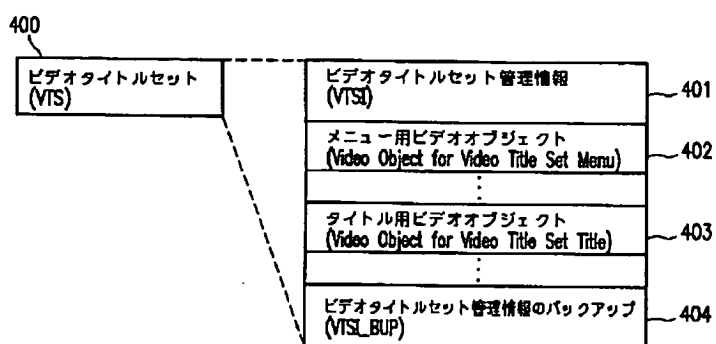 400
ビデオタイトルセット
(VTS)
ビデオタイトルセット管理情報
(VTSI)
401
メニュー用ビデオオブジェクト
(Video Object for Video Title Set Menu)
402
タイトル用ビデオオブジェクト
(Video Object for Video Title Set Title)
403
ビデオタイトルセット管理情報のバックアップ
(VTSI_BUP)
404